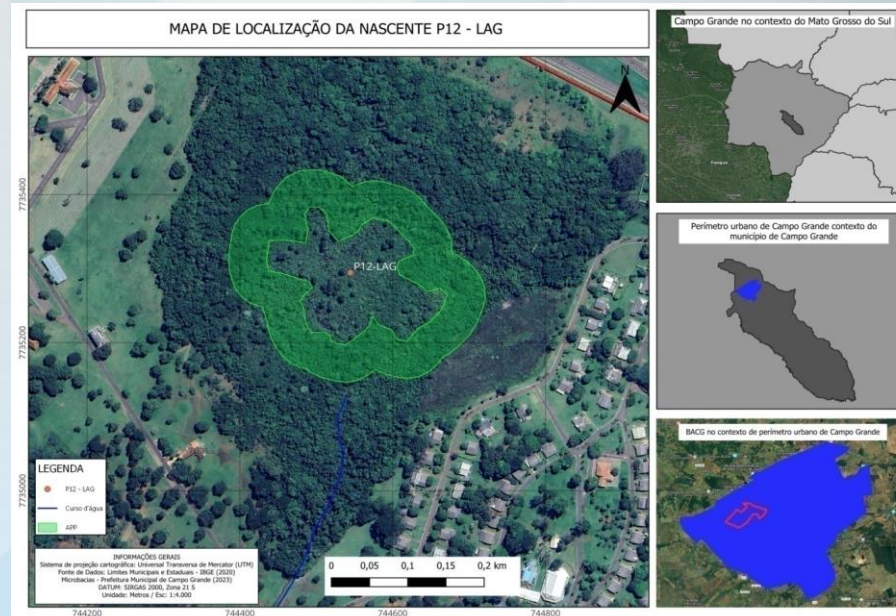 MAPA DE LOCALIZAÇÃO DA NASCENTE P12 - LAG
N
P12-LAG
7735400
7735200
7735000
744200
744400
744600
744800
LEGENDA
P12 - LAG
Curso d'água
APP
INFORMAÇÕES GERAIS
Sistema de projeção cartográfica: Universal Transversa de Mercator (UTM)
Fonte de Dados: Limites Municipais e Estaduais - IBGE (2020)
Microbacias - Prefeitura Municipal de Campo Grande (2023)
DATUM: SIRGAS 2000, Zona 21 S
Unidade: Metros / Esc: 1:4.000
0 0,05 0,1 0,15 0,2 km
Campo Grande no contexto do Mato Grosso do Sul
Perímetro urbano de Campo Grande contexto do
município de Campo Grande
BACG no contexto de perímetro urbano de Campo Grande